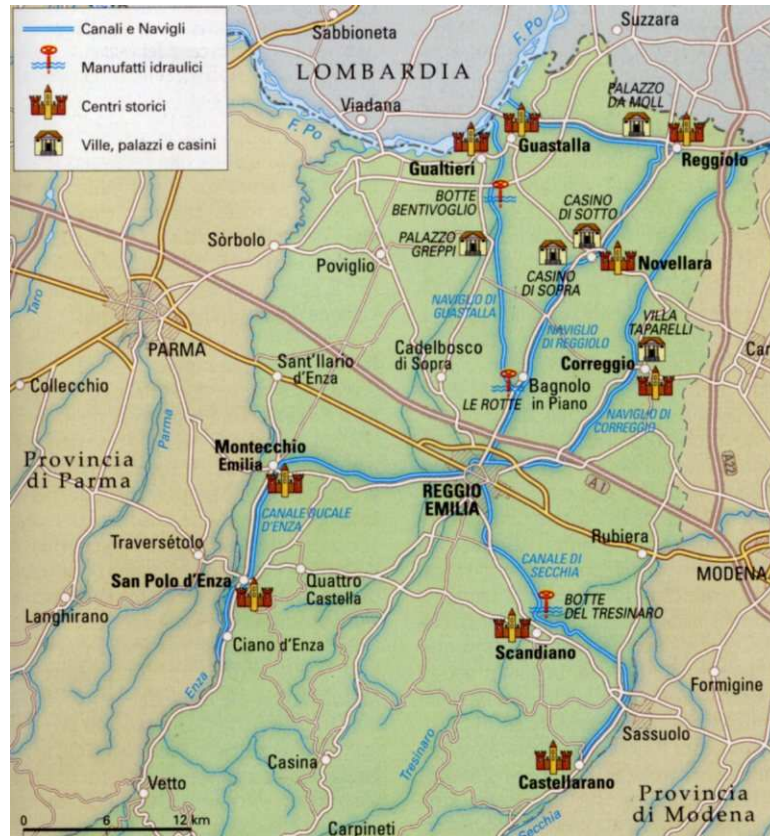 Canali e Navigli
Manufatti idraulici
Centri storici
Ville, palazzi e casini
Sabbioneta
F. Po
Suzzara
LOMBARDIA
Viadana
PALAZZO
DA MOLL
F. Po
Guastalla
Gualtieri
Reggiolo
BOTTE
BENTIVOGLIO
CASINO
DI SOTTO
Sòrbolo
PALAZZO
GREPPI
Poviglio
CASINO
DI SOPRA
Novellara
Taro
NAVIGLIO DI
GUASTALLA
NAVIGLIO DI
REGGIOLO
VILLA
TAPARELLI
PARMA
Sant'Ilario
d'Enza
Cadelbosco
di Sopra
Correggio
Car
Collecchio
LE ROTTE
Bagnolo
in Piano
NAVIGLIO DI
CORREGGIO
Parma
Montecchio
Emilia
Provincia
di Parma
REGGIO
EMILIA
A 1
A22
CANALE DUCALE
D'ENZA
Traversétolo
Rubiera
CANALE DI
SECCHIA
MODENA
San Polo d'Enza
Quattro
Castella
BOTTE
DEL TRESINARO
Langhirano
Ciano d'Enza
Scandiano
Enza
Formìgine
Sassuolo
Casina
Tresinaro
Castellarano
Vetto
Provincia
di Modena
0 6 12 km
Carpineti
Secchia